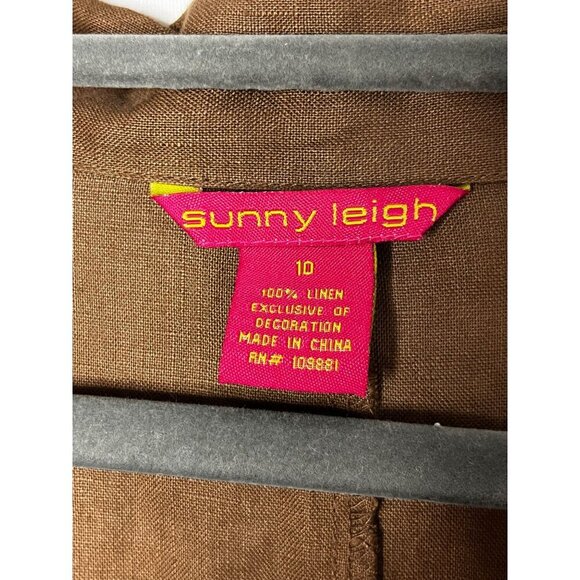 sunny leigh
10
100% LINEN
EXCLUSIVE OF
DECORATION
MADE IN CHINA
RN# 109881